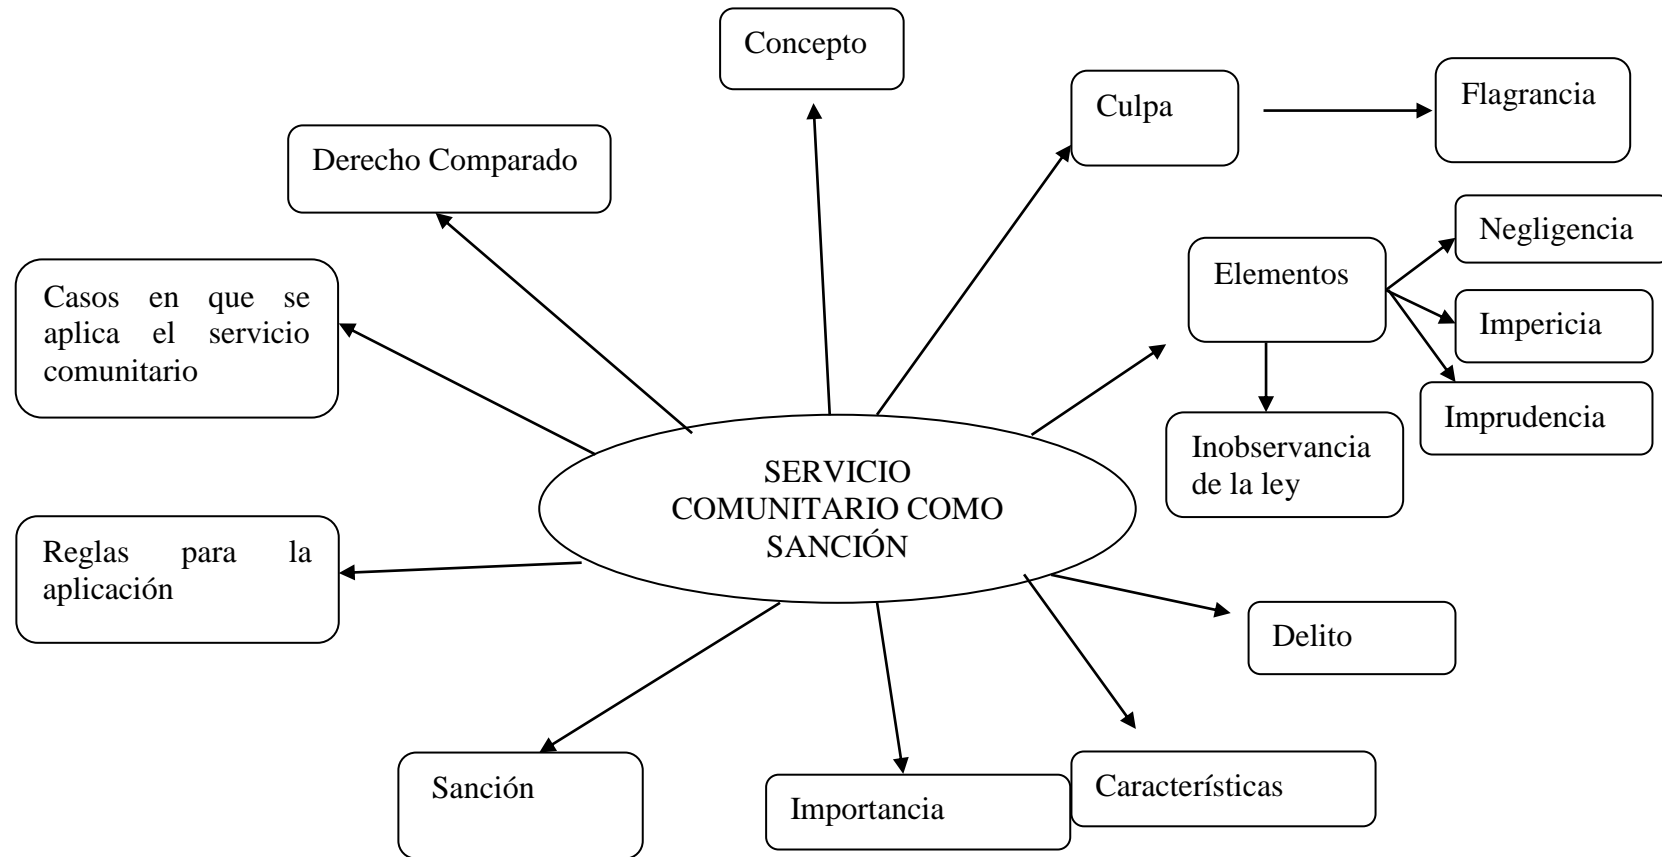 Concepto
Culpa
Flagrancia
Derecho Comparado
Negligencia
Elementos
Casos en que se
aplica el servicio
comunitario
Impericia
Imprudencia
Inobservancia
de la ley
SERVICIO
COMUNITARIO COMO
SANCIÓN
Reglas para la
aplicación
Delito
Sanción
Importancia
Característícas